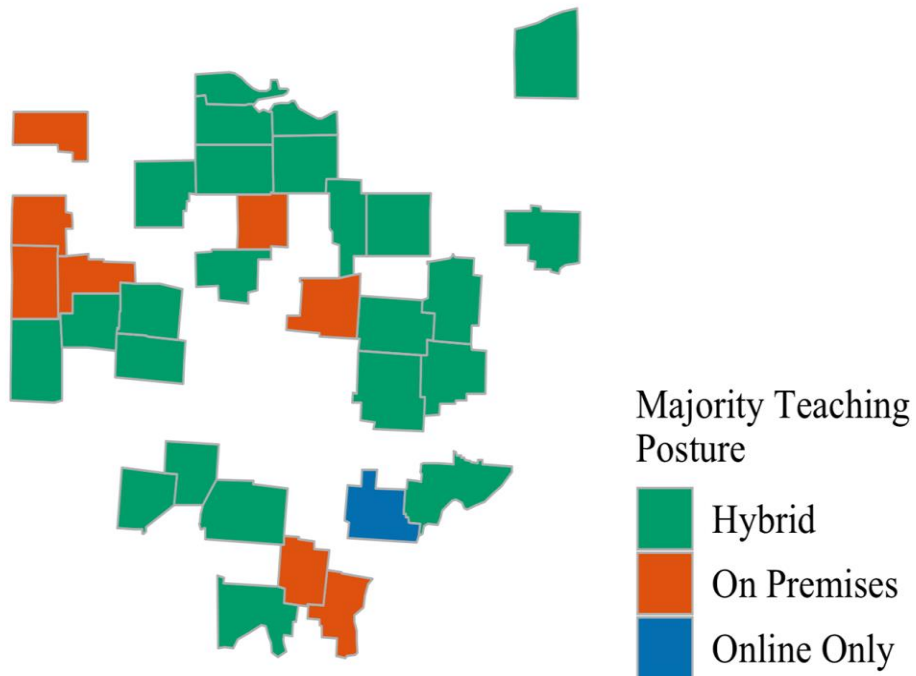 Majority Teaching
Posture
Hybrid
On Premises
Online Only